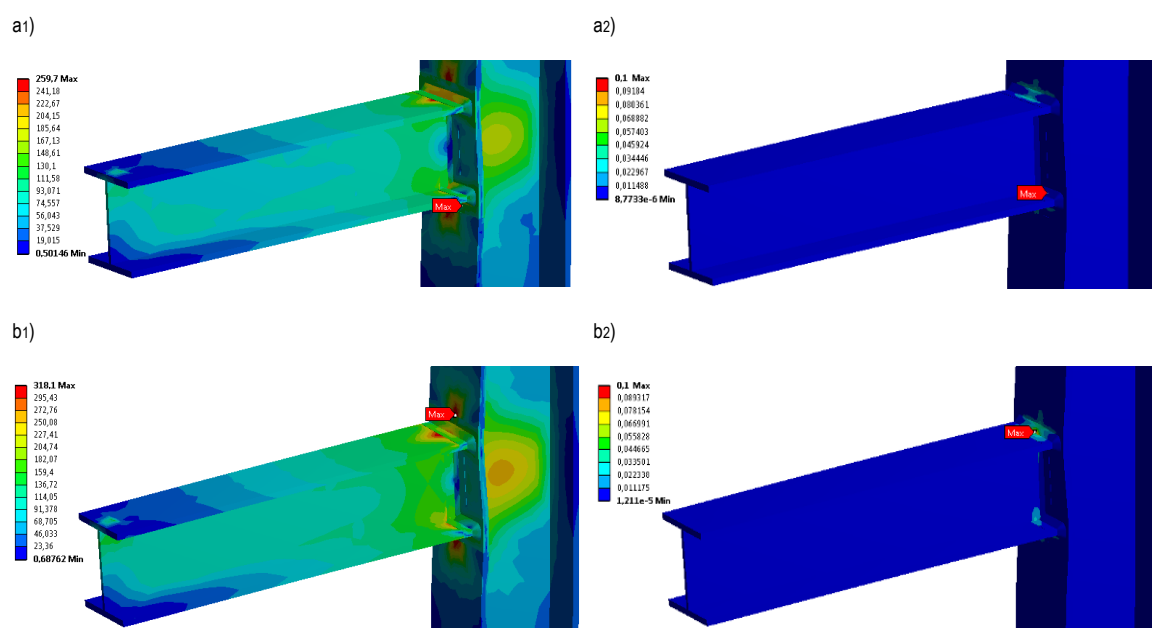 a1)
259,7 Max
241,18
222,67
204,15
185,64
167,13
148,61
130,1
111,58
93,071
74,557
56,043
37,529
19,015
0,50146 Min
Max
a2)
0,1 Max
0,09184
0,080361
0,068882
0,057403
0,045924
0,034446
0,022967
0,011488
8,7733e-6 Min
Max
b1)
318,1 Max
295,43
272,76
250,08
227,41
204,74
182,07
159,4
136,72
114,05
91,378
68,705
46,033
23,36
0,68762 Min
Max
b2)
0,1 Max
0,089317
0,078154
0,066991
0,055828
0,044665
0,033501
0,022338
0,011175
1,211e-5 Min
Max